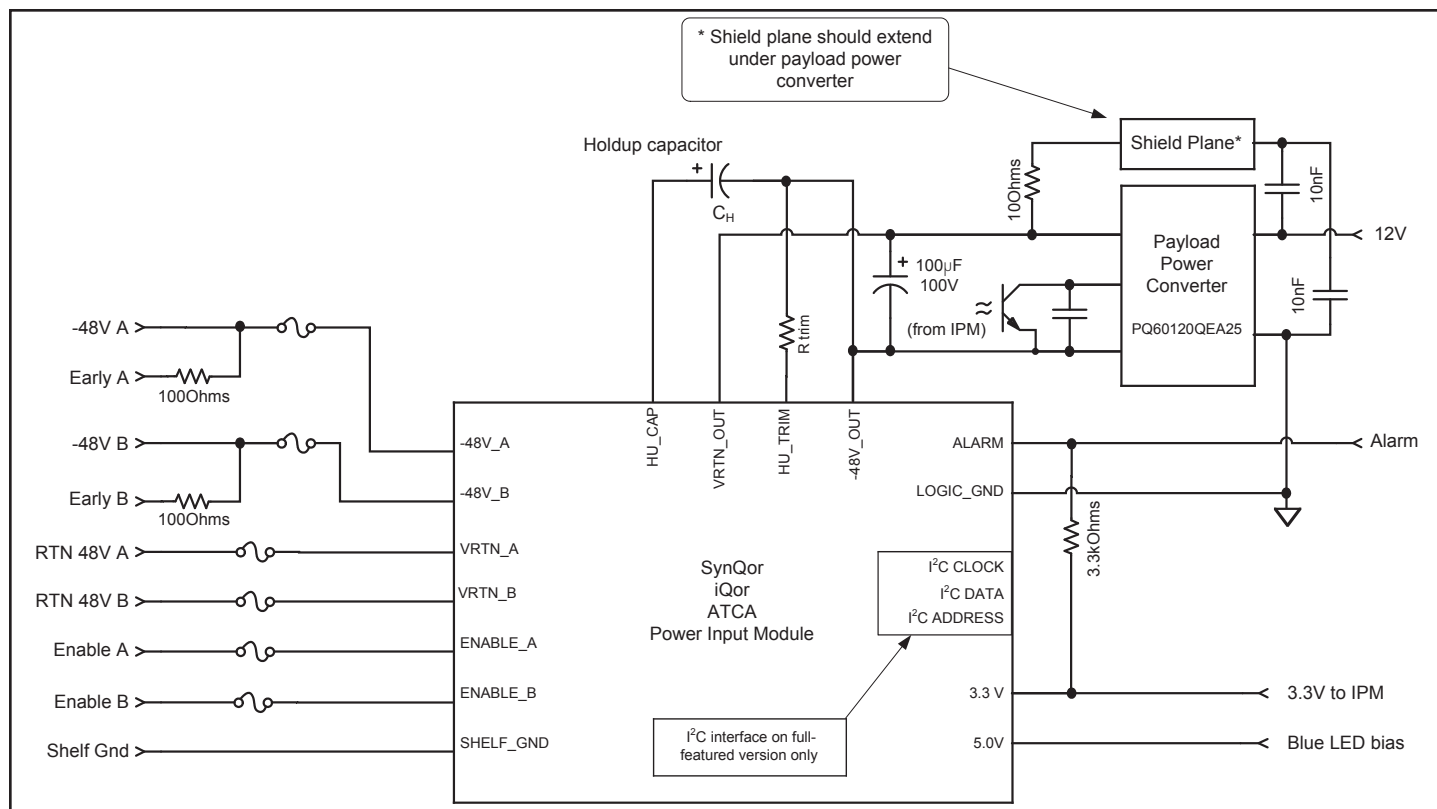 * Shield plane should extend
under payload power
converter
Holdup capacitor
+
C_H
10Ohms
Shield Plane*
10nF
12V
10nF
+
100µF
100V
(from IPM)
Payload
Power
Converter
PQ60120QEA25
R trim
-48V A
Early A
100Ohms
-48V B
Early B
100Ohms
RTN 48V A
RTN 48V B
Enable A
Enable B
Shelf Gnd
-48V_A
-48V_B
VRTN_A
VRTN_B
ENABLE_A
ENABLE_B
SHELF_GND
HU_CAP
VRTN_OUT
HU_TRIM
-48V_OUT
SynQor
iQor
ATCA
Power Input Module
ALARM
LOGIC_GND
I²C CLOCK
I²C DATA
I²C ADDRESS
3.3 V
5.0V
I²C interface on full-
featured version only
3.3kOhms
Alarm
3.3V to IPM
Blue LED bias